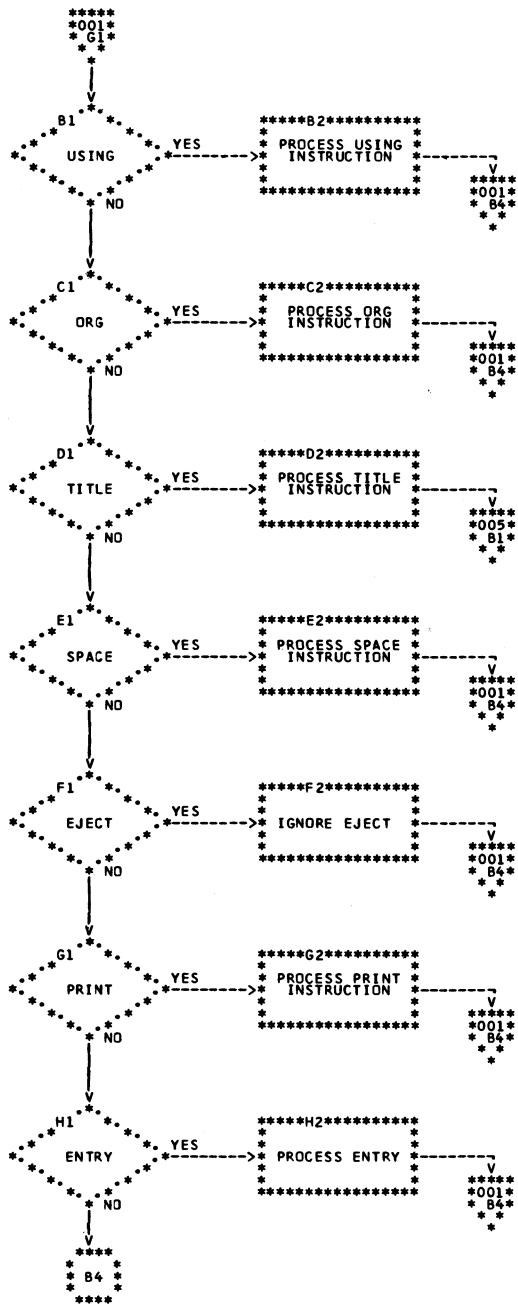 001
G1
B1
USING
YES
NO
B2
PROCESS USING
INSTRUCTION
001
B4
C1
ORG
YES
NO
C2
PROCESS ORG
INSTRUCTION
001
B4
D1
TITLE
YES
NO
D2
PROCESS TITLE
INSTRUCTION
005
B1
E1
SPACE
YES
NO
E2
PROCESS SPACE
INSTRUCTION
001
B4
F1
EJECT
YES
NO
F2
IGNORE EJECT
001
B4
G1
PRINT
YES
NO
G2
PROCESS PRINT
INSTRUCTION
001
B4
H1
ENTRY
YES
NO
H2
PROCESS ENTRY
001
B4
B4